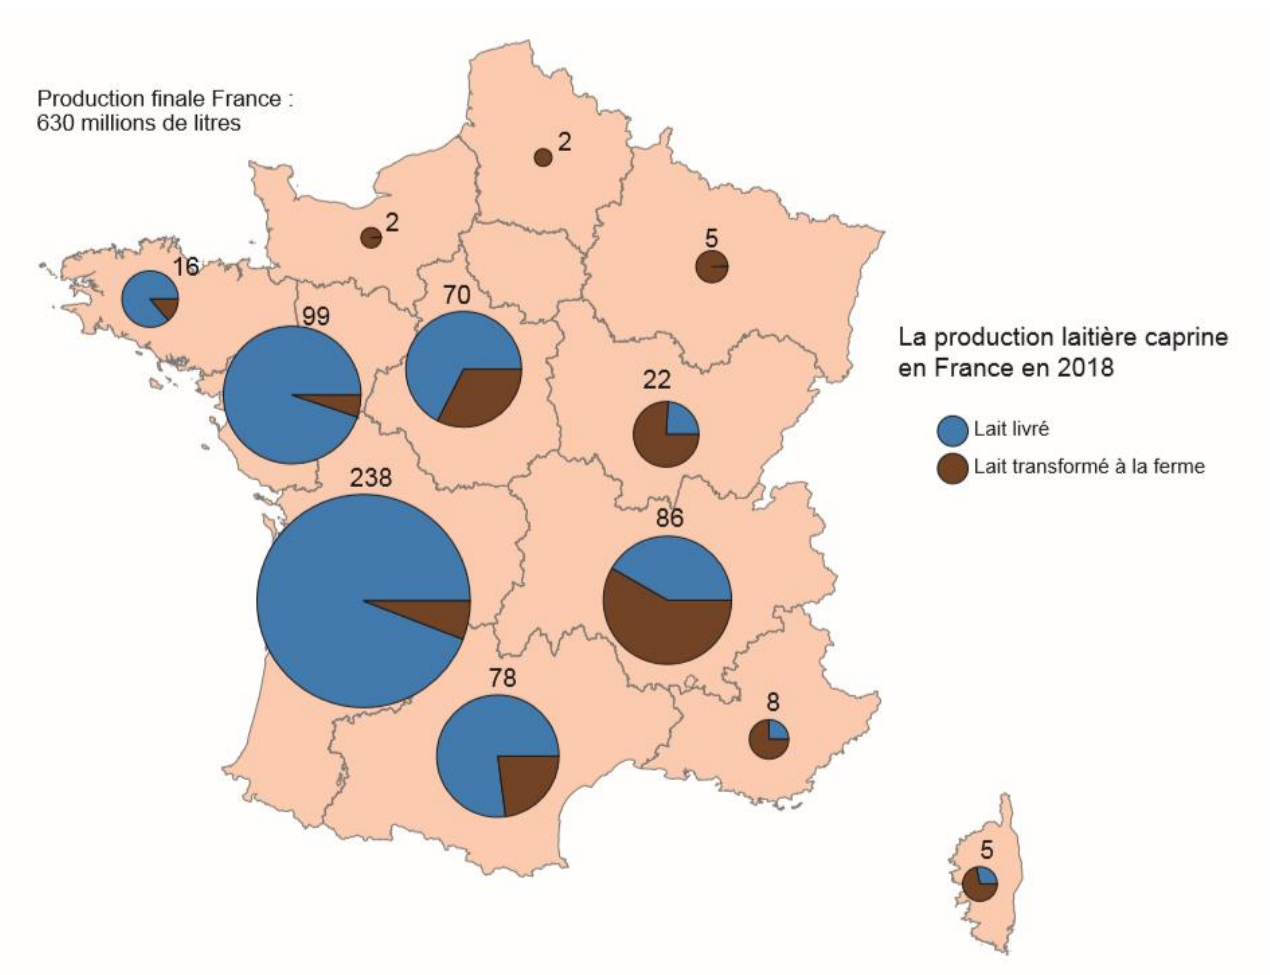 Production finale France :
630 millions de litres
2
2
5
16
70
99
22
La production laitière caprine
en France en 2018
Lait livré
Lait transformé à la ferme
238
86
78
8
5